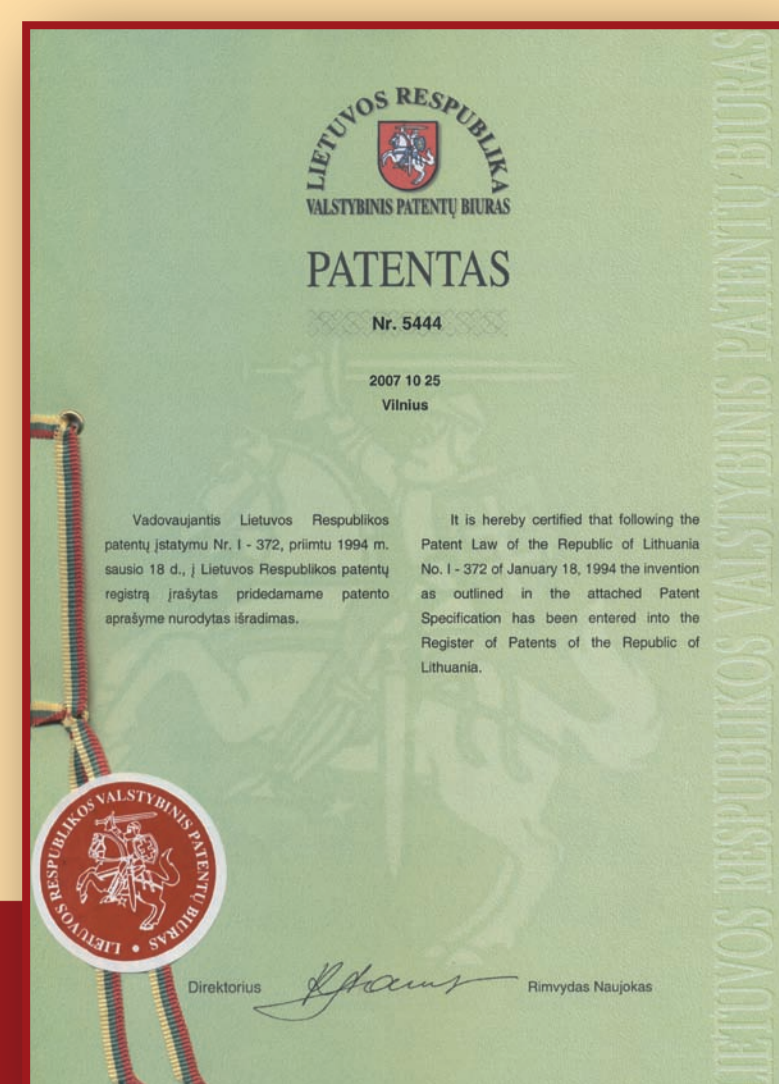 LIETUVOS RESPUBLIKA
VALSTYBINIS PATENTŲ BIURAS
PATENTAS
Nr. 5444
2007 10 25
Vilnius
Vadovaujantis Lietuvos Respublikos
patentų įstatymu Nr. I - 372, priimtu 1994 m.
sausio 18 d., į Lietuvos Respublikos patentų
registrą įrašytas pridedamame patento
aprašyme nurodytas išradimas.
It is hereby certified that following the
Patent Law of the Republic of Lithuania
No. I - 372 of January 18, 1994 the invention
as outlined in the attached Patent
Specification has been entered into the
Register of Patents of the Republic of
Lithuania.
LIETUVOS RESPUBLIKOS VALSTYBINIS PATENTŲ BIURAS
Direktorius
Rimvydas Naujokas
LIETUVOS RESPUBLIKOS VALSTYBINIS PATENTŲ BIURAS